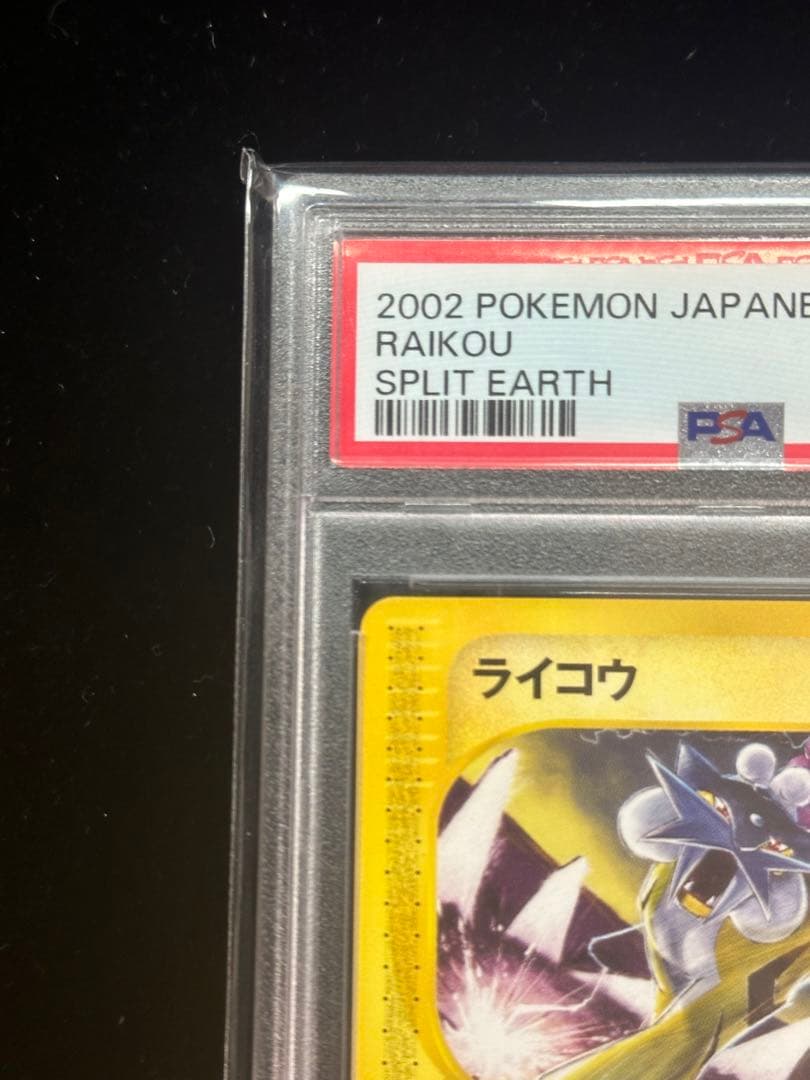 2002 POKEMON JAPANE
RAIKOU
SPLIT EARTH
PSA
ライコウ